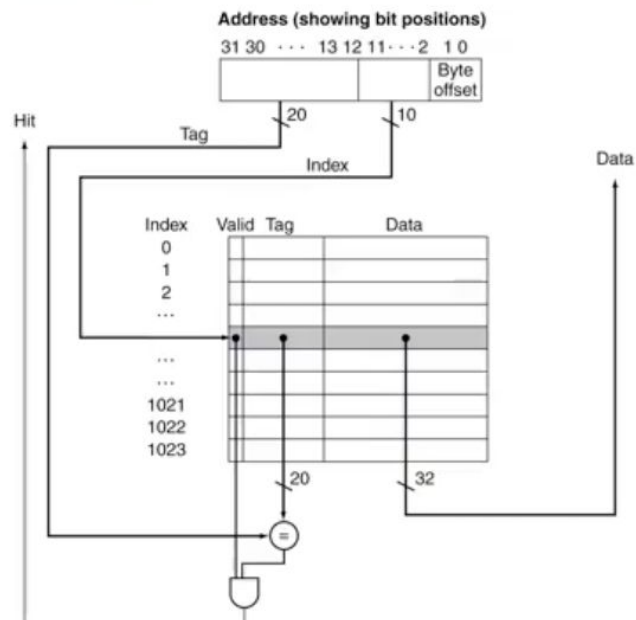 Address (showing bit positions)
31 30 · · · 13 12 11 · · · 2 1 0
Byte
offset
Hit
20
10
Tag
Data
Index
Index Valid Tag Data
0
1
2
...
...
...
1021
1022
1023
20
32
=